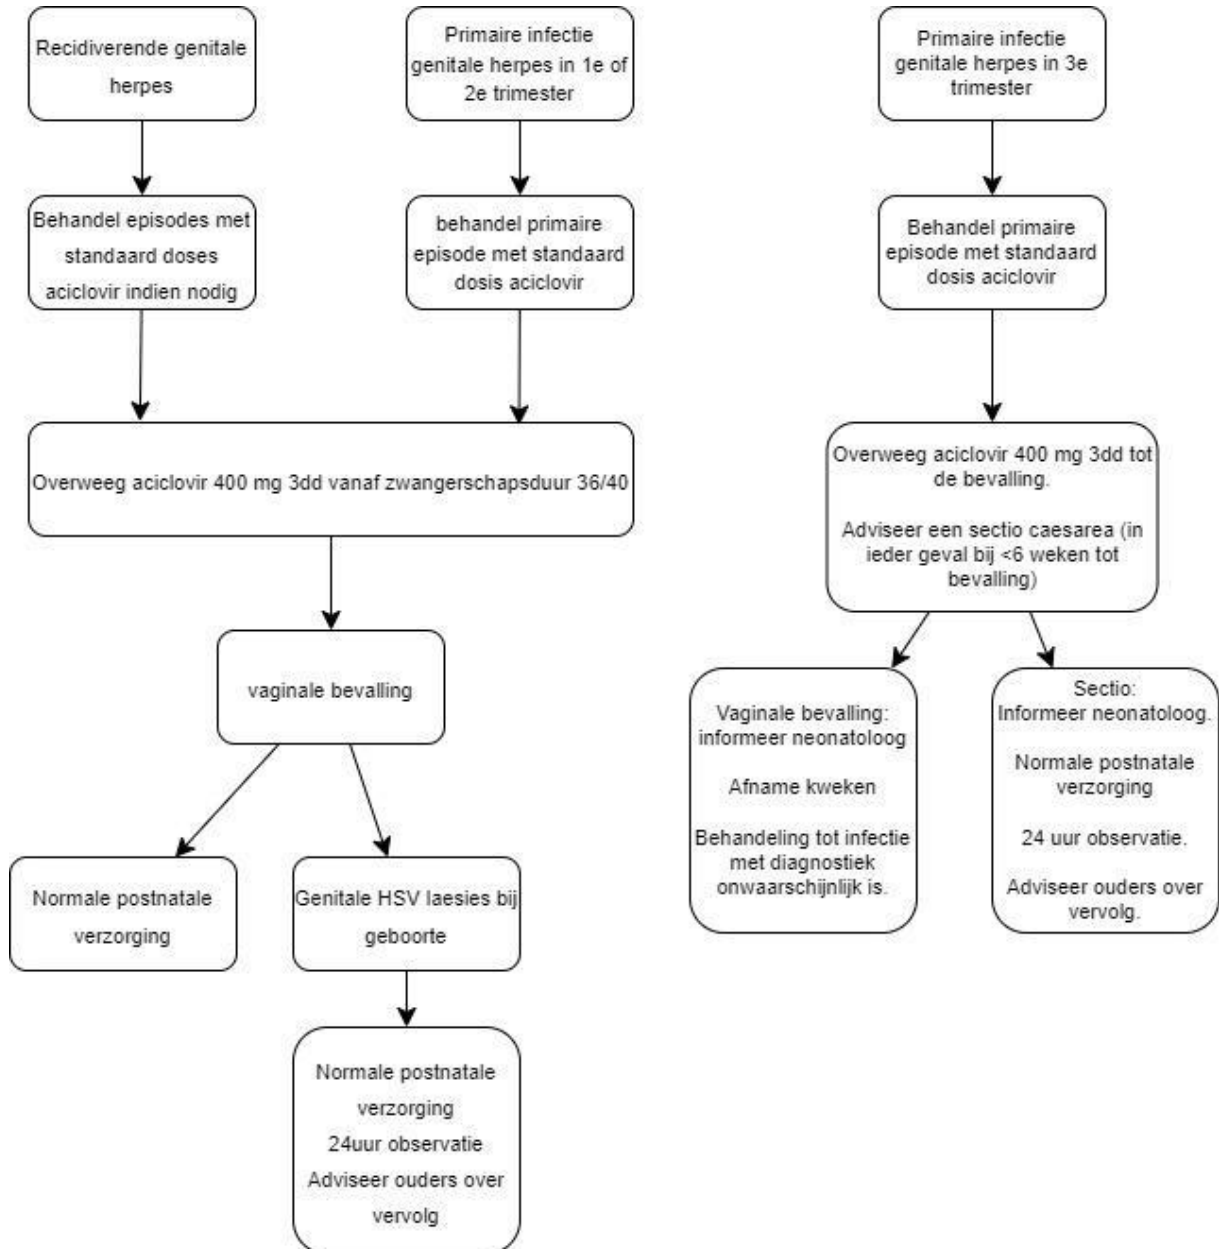 Recidiverende genitale
herpes
Primaire infectie
genitale herpes in 1e of
2e trimester
Primaire infectie
genitale herpes in 3e
trimester
Behandel episodes met
standaard doses
aciclovir indien nodig
behandel primaire
episode met standaard
dosis aciclovir
Behandel primaire
episode met standaard
dosis aciclovir
Overweeg aciclovir 400 mg 3dd vanaf zwangerschapsduur 36/40
Overweeg aciclovir 400 mg 3dd tot
de bevalling.
Adviseer een sectio caesarea (in
ieder geval bij <6 weken tot
bevalling)
vaginale bevalling
Vaginale bevalling:
informeer neonatoloog
Afname kweken
Behandeling tot infectie
met diagnostiek
onwaarschijnlijk is.
Sectio:
Informeer neonatoloog.
Normale postnatale
verzorging
24 uur observatie.
Adviseer ouders over
vervolg.
Normale postnatale
verzorging
Genitale HSV laesies bij
geboorte
Normale postnatale
verzorging
24uur observatie
Adviseer ouders over
vervolg